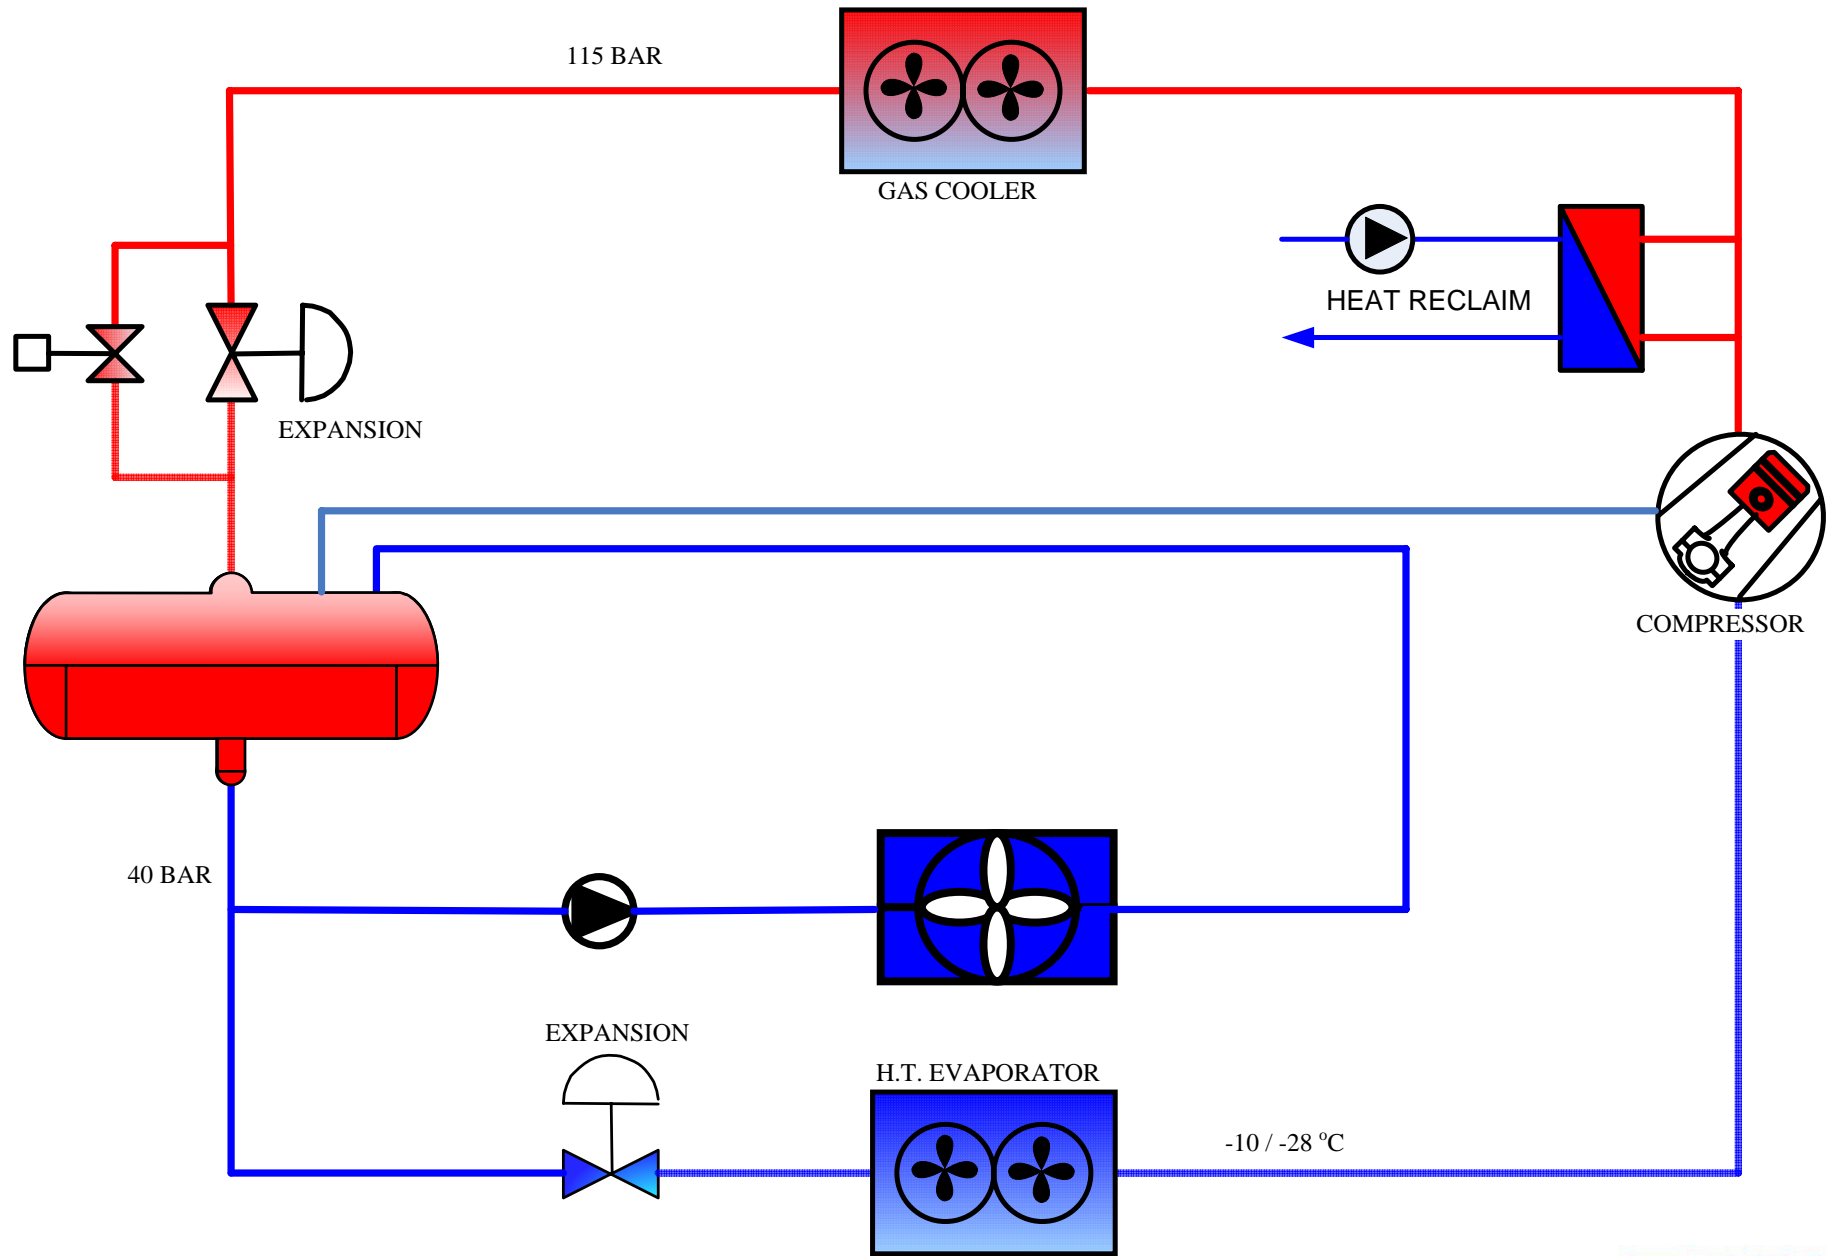 115 BAR
GAS COOLER
HEAT RECLAIM
EXPANSION
COMPRESSOR
40 BAR
EXPANSION
H.T. EVAPORATOR
-10 / -28 °C